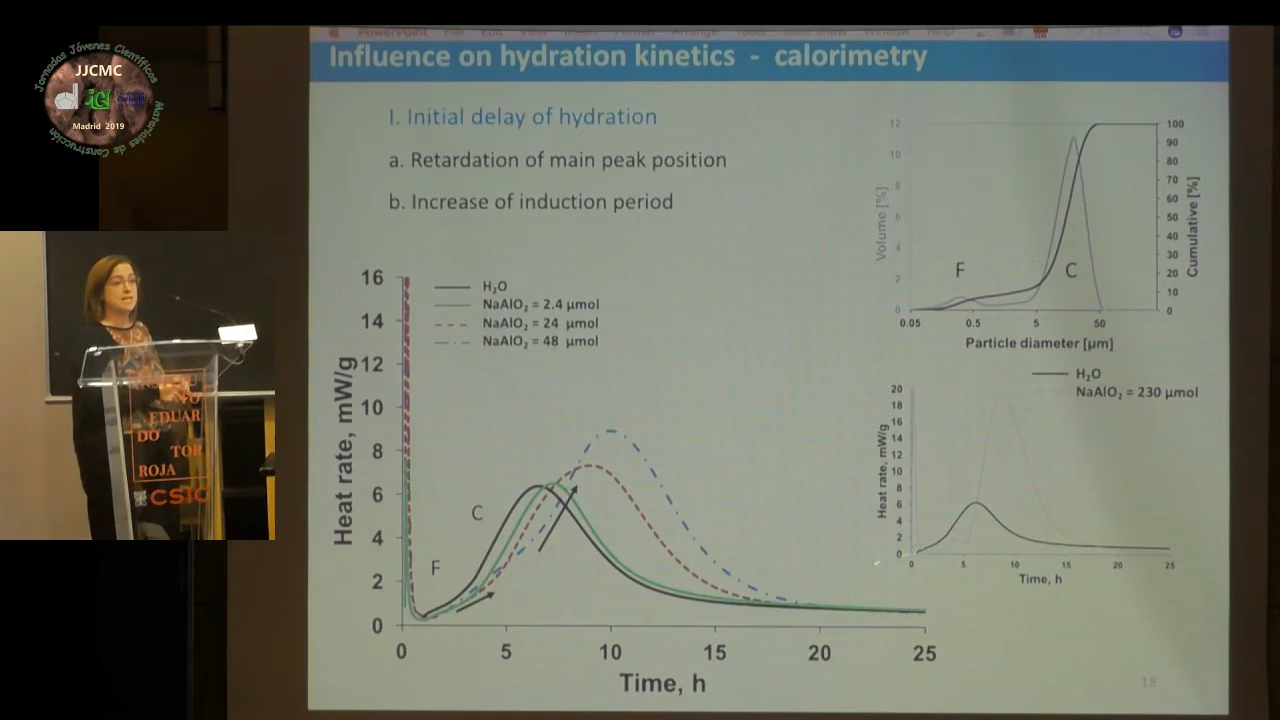 Jornadas Jóvenes Científicos
JJCMC
Madrid 2019
Materiales de Construcción
EDUAR
DO
TOR
ROJA
CSIC
PowerPoint File Edit View Insert Format Arrange Tools Slide Show Window Help
Influence on hydration kinetics - calorimetry
I. Initial delay of hydration
a. Retardation of main peak position
b. Increase of induction period
16
14
12
10
8
6
4
2
0
Heat rate, mW/g
H₂O
NaAlO₂ = 2.4 µmol
NaAlO₂ = 24 µmol
NaAlO₂ = 48 µmol
C
F
0 5 10 15 20 25
Time, h
12
10
8
6
4
2
0
Volume [%]
F
C
100
90
80
70
60
50
40
30
20
10
0
Cumulative [%]
0.05 0.5 5 50
Particle diameter [µm]
H₂O
NaAlO₂ = 230 µmol
20
18
16
14
12
10
8
6
4
2
0
Heat rate, mW/g
0 5 10 15 20 25
Time, h
18